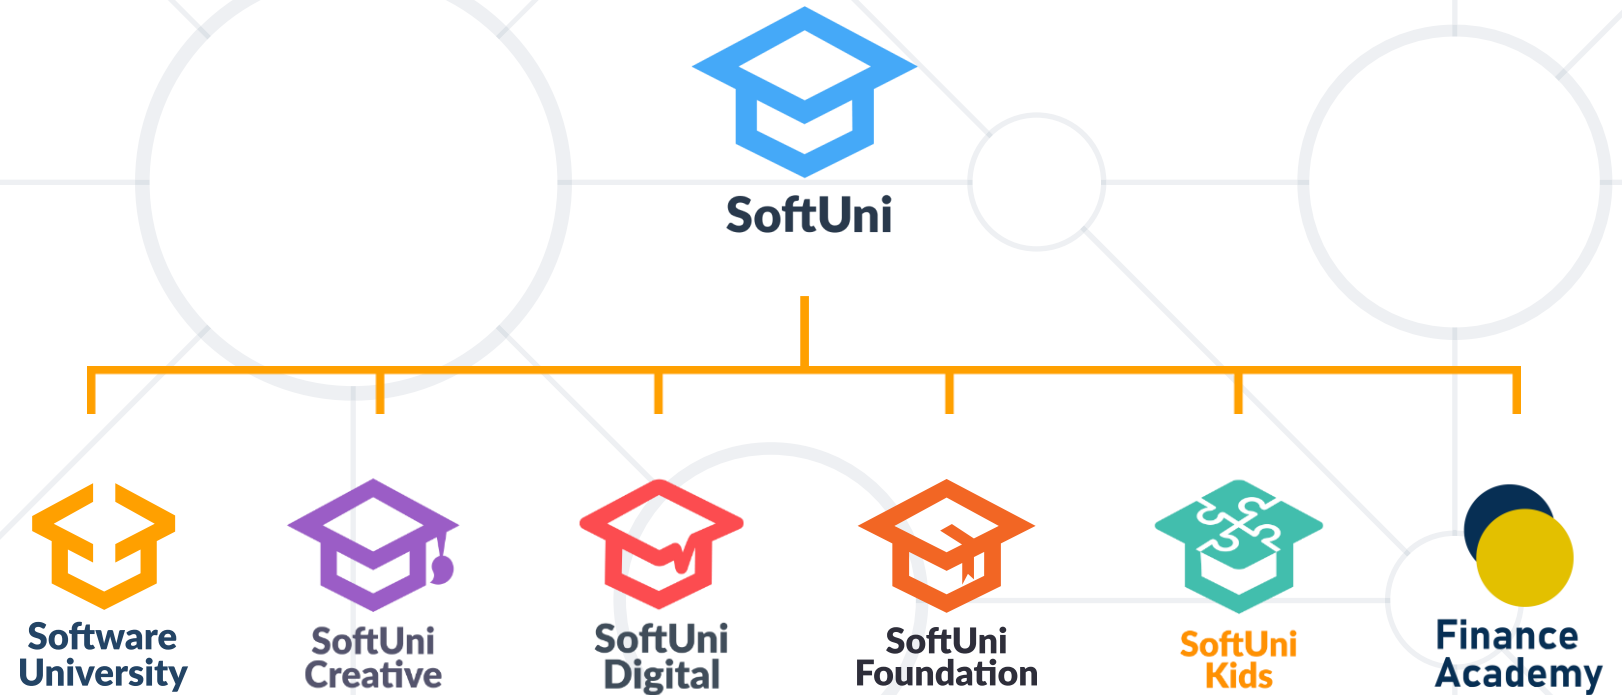 SoftUni
Software
University
SoftUni
Creative
SoftUni
Digital
SoftUni
Foundation
SoftUni
Kids
Finance
Academy